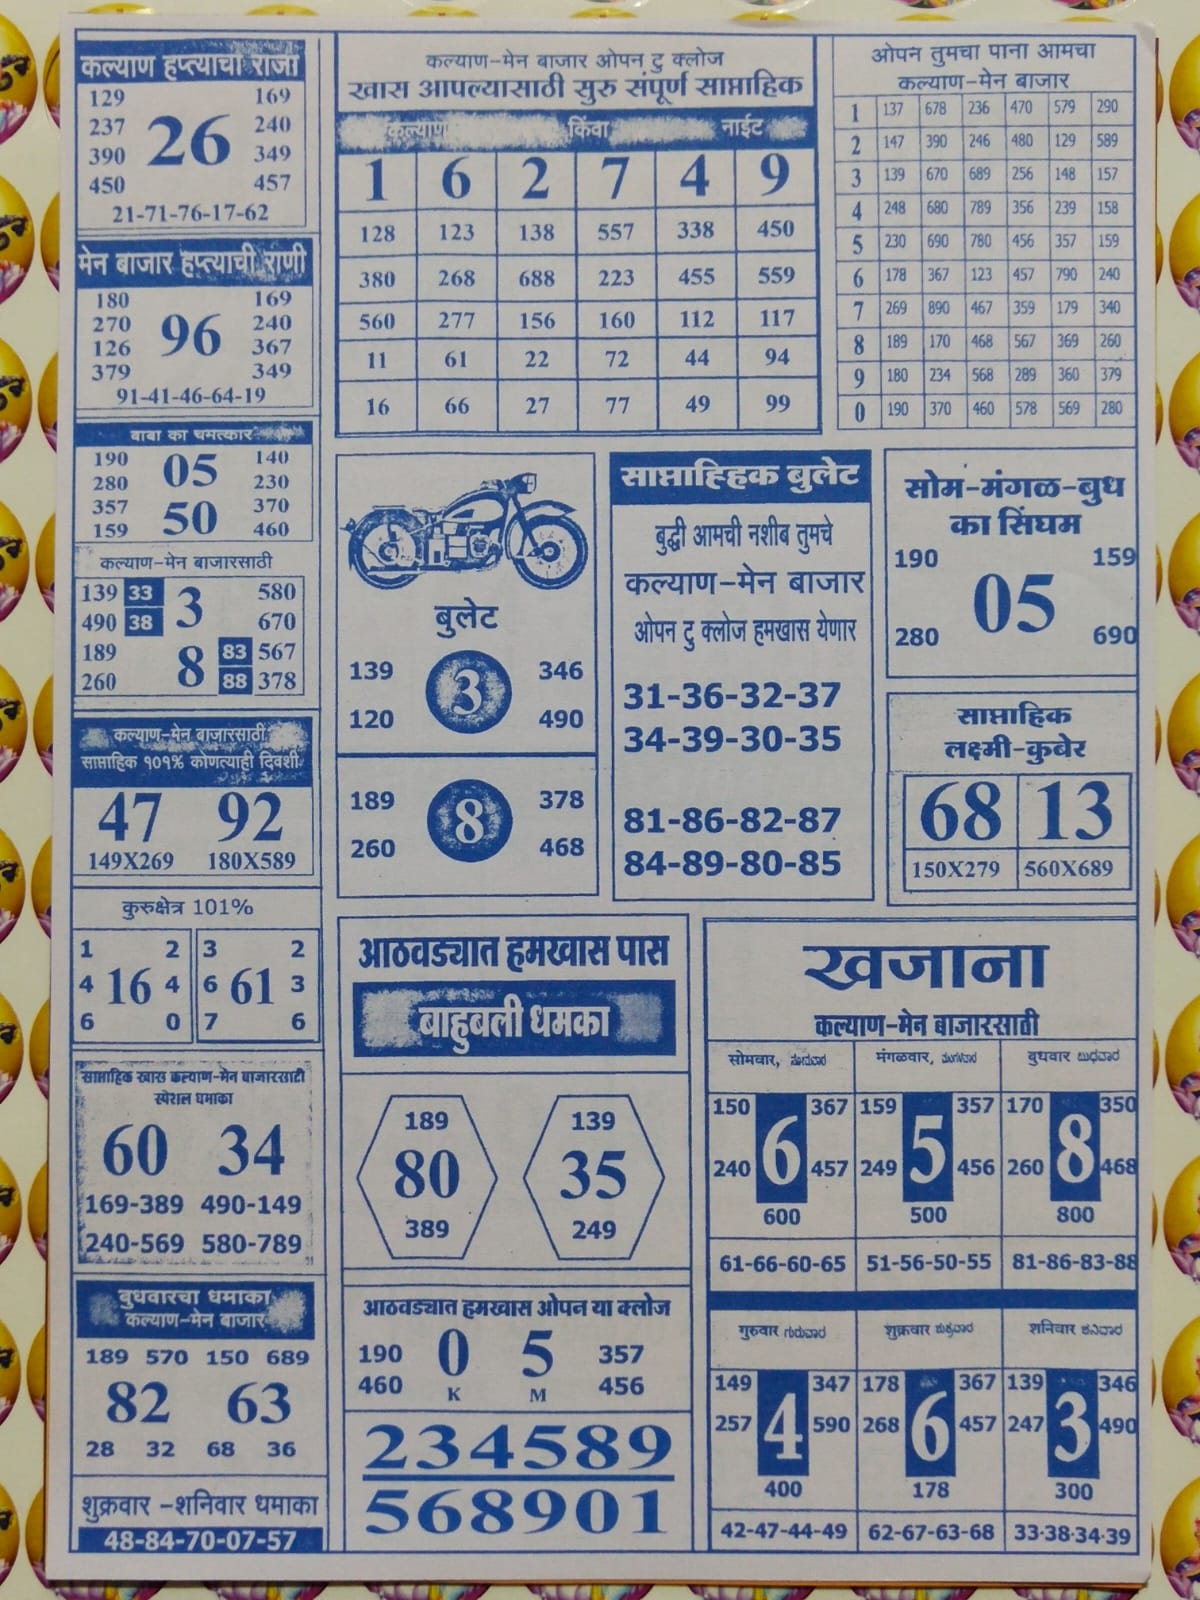 कल्याण हप्त्याचा राजा
129 169
237 240
26
390 349
450 457
21-71-76-17-62
मेन बाजार हप्त्याची राणी
180 169
270 240
96
126 367
379 349
91-41-46-64-19
बाबा का चमत्कार
190 05 140
280 230
357 50 370
159 460
कल्याण-मेन बाजारसाठी
139 33 3 580
490 38 670
189 8 83 567
260 88 378
कल्याण-मेन बाजारसाठी
साप्ताहिक १०१% कोणत्याही दिवशी
47 92
149X269 180X589
कुरुक्षेत्र 101%
1 2 3 2
4 16 4 6 61 3
6 0 7 6
साप्ताहिक खास कल्याण-मेन बाजारसाटी
स्पेशल धमाका
60 34
169-389 490-149
240-569 580-789
बुधवारचा धमाका
कल्याण-मेन बाजार
189 570 150 689
82 63
28 32 68 36
शुक्रवार -शनिवार धमाका
48-84-70-07-57
कल्याण-मेन बाजार ओपन टु क्लोज
खास आपल्यासाठी सुरु संपूर्ण साप्ताहिक
कल्याण किंवा नाईट
1 6 2 7 4 9
128 123 138 557 338 450
380 268 688 223 455 559
560 277 156 160 112 117
11 61 22 72 44 94
16 66 27 77 49 99
ओपन तुमचा पाना आमचा
कल्याण-मेन बाजार
1 137 678 236 470 579 290
2 147 390 246 480 129 589
3 139 670 689 256 148 157
4 248 680 789 356 239 158
5 230 690 780 456 357 159
6 178 367 123 457 790 240
7 269 890 467 359 179 340
8 189 170 468 567 369 260
9 180 234 568 289 360 379
0 190 370 460 578 569 280
बुलेट
139 3 346
120 490
189 8 378
260 468
साप्ताह्हिक बुलेट
बुद्धी आमची नशीब तुमचे
कल्याण-मेन बाजार
ओपन टु क्लोज हमखास येणार
31-36-32-37
34-39-30-35
81-86-82-87
84-89-80-85
सोम-मंगळ-बुध
का सिंघम
190 159
05
280 690
साप्ताहिक
लक्ष्मी-कुबेर
68 13
150X279 560X689
आठवड्यात हमखास पास
बाहुबली धमका
189 139
80 35
389 249
आठवड्यात हमखास ओपन या क्लोज
190 0 5 357
460 K M 456
234589
568901
खजाना
कल्याण-मेन बाजारसाठी
सोमवार, ಸೋಮವಾರ मंगळवार, ಮಂಗಳವಾರ बुधवार ಬುಧವಾರ
150 367 159 357 170 350
6 5 8
240 457 249 456 260 468
600 500 800
61-66-60-65 51-56-50-55 81-86-83-88
गुरुवार ಗುರುವಾರ शुक्रवार ಶುಕ್ರವಾರ शनिवार ಶನಿವಾರ
149 347 178 367 139 346
4 6 3
257 590 268 457 247 490
400 178 300
42-47-44-49 62-67-63-68 33-38-34-39